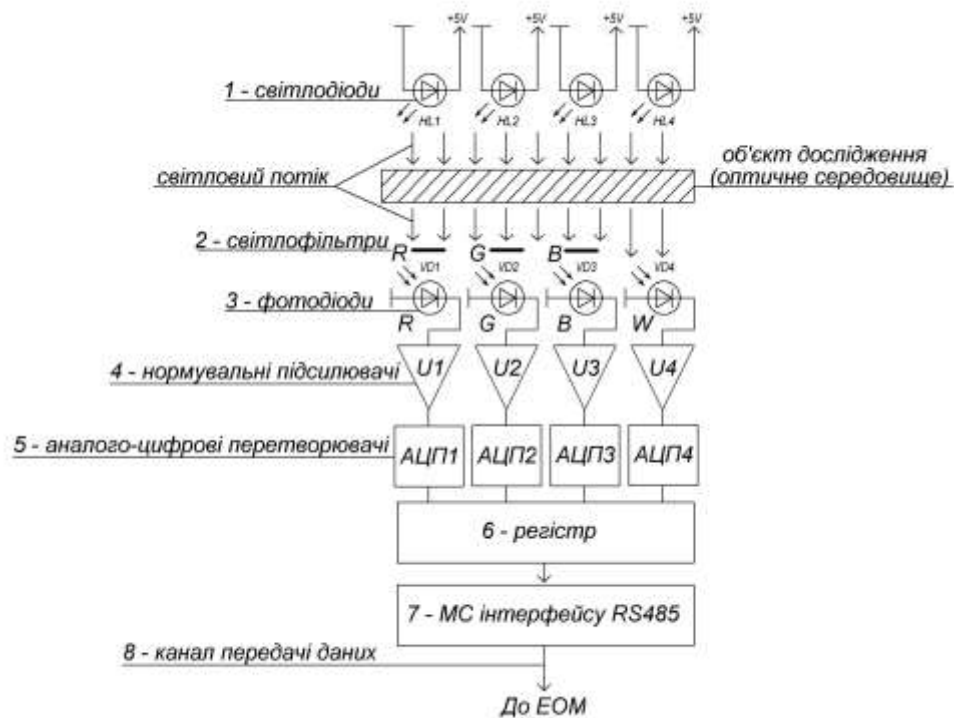 +5V +5V +5V +5V
1 - світлодіоди
HL1 HL2 HL3 HL4
об'єкт дослідження
(оптичне середовище)
світловий потік
2 - світлофільтри
R G B
VD1 VD2 VD3 VD4
3 - фотодіоди
R G B W
U1 U2 U3 U4
4 - нормувальні підсилювачі
5 - аналого-цифрові перетворювачі
АЦП1 АЦП2 АЦП3 АЦП4
6 - регістр
7 - МС інтерфейсу RS485
8 - канал передачі даних
До ЕОМ